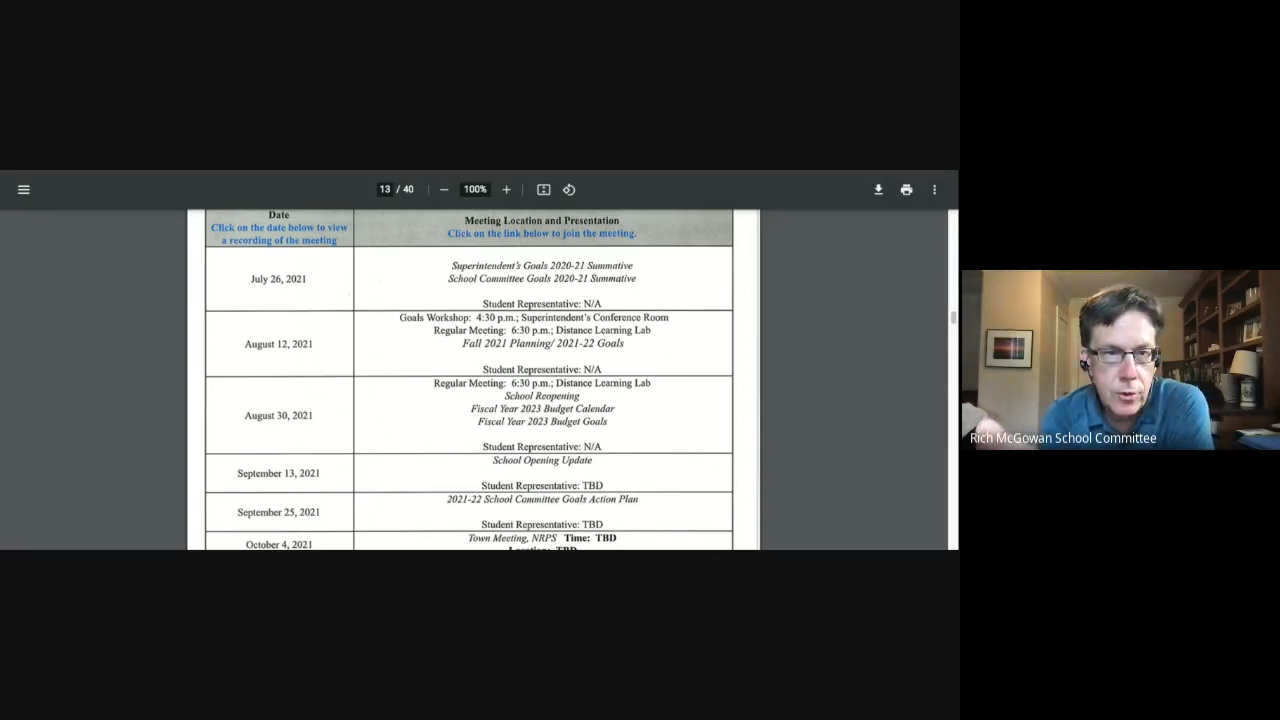 13 / 40
100%
Date
Click on the date below to view
a recording of the meeting
Meeting Location and Presentation
Click on the link below to join the meeting.
July 26, 2021
Superintendent's Goals 2020-21 Summative
School Committee Goals 2020-21 Summative
Student Representative: N/A
August 12, 2021
Goals Workshop: 4:30 p.m.; Superintendent's Conference Room
Regular Meeting: 6:30 p.m.; Distance Learning Lab
Fall 2021 Planning/ 2021-22 Goals
Student Representative: N/A
August 30, 2021
Regular Meeting: 6:30 p.m.; Distance Learning Lab
School Reopening
Fiscal Year 2023 Budget Calendar
Fiscal Year 2023 Budget Goals
Student Representative: N/A
September 13, 2021
School Opening Update
Student Representative: TBD
September 25, 2021
2021-22 School Committee Goals Action Plan
Student Representative: TBD
October 4, 2021
Town Meeting, NRPS Time: TBD
Location: TBD
Rich McGowan School Committee